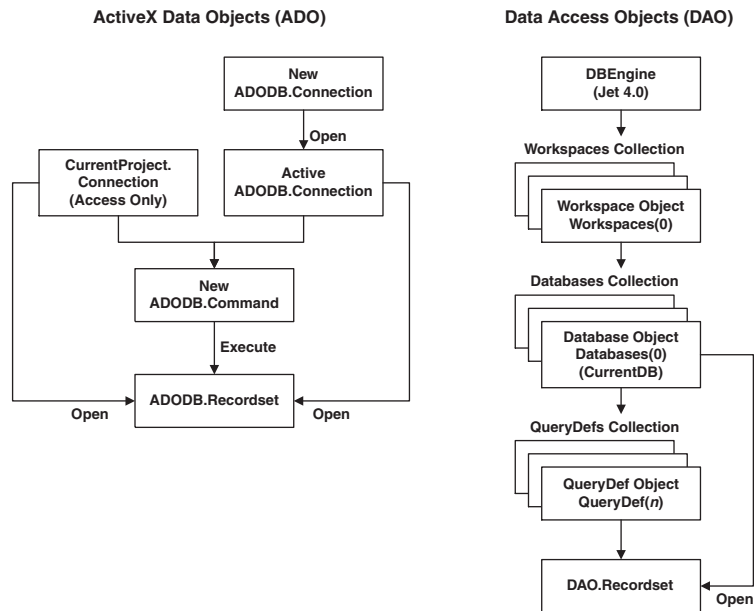 ActiveX Data Objects (ADO)
New
ADODB.Connection
Open
CurrentProject.
Connection
(Access Only)
Active
ADODB.Connection
New
ADODB.Command
Execute
ADODB.Recordset
Open
Open
Data Access Objects (DAO)
DBEngine
(Jet 4.0)
Workspaces Collection
Workspace Object
Workspaces(0)
Databases Collection
Database Object
Databases(0)
(CurrentDB)
QueryDefs Collection
QueryDef Object
QueryDef(n)
DAO.Recordset
Open